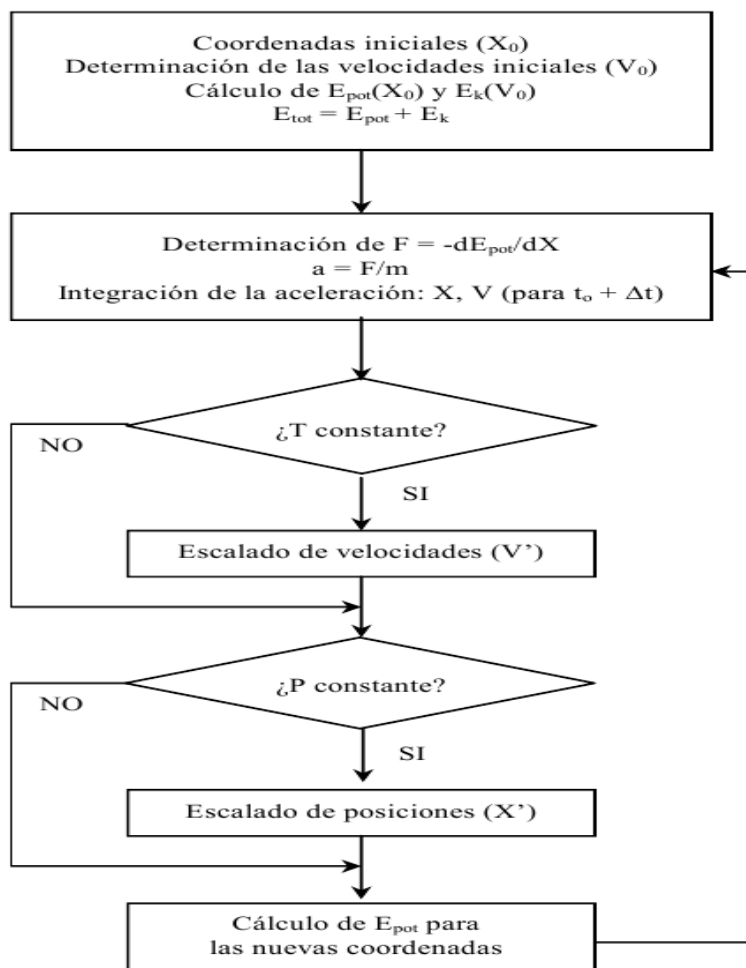 Coordenadas iniciales (X₀)
Determinación de las velocidades iniciales (V₀)
Cálculo de Eₚₒₜ(X₀) y Eₖ(V₀)
Eₜₒₜ = Eₚₒₜ + Eₖ
Determinación de F = -dEₚₒₜ/dX
a = F/m
Integración de la aceleración: X, V (para tₒ + Δt)
¿T constante?
NO
SI
Escalado de velocidades (V’)
¿P constante?
NO
SI
Escalado de posiciones (X’)
Cálculo de Eₚₒₜ para
las nuevas coordenadas